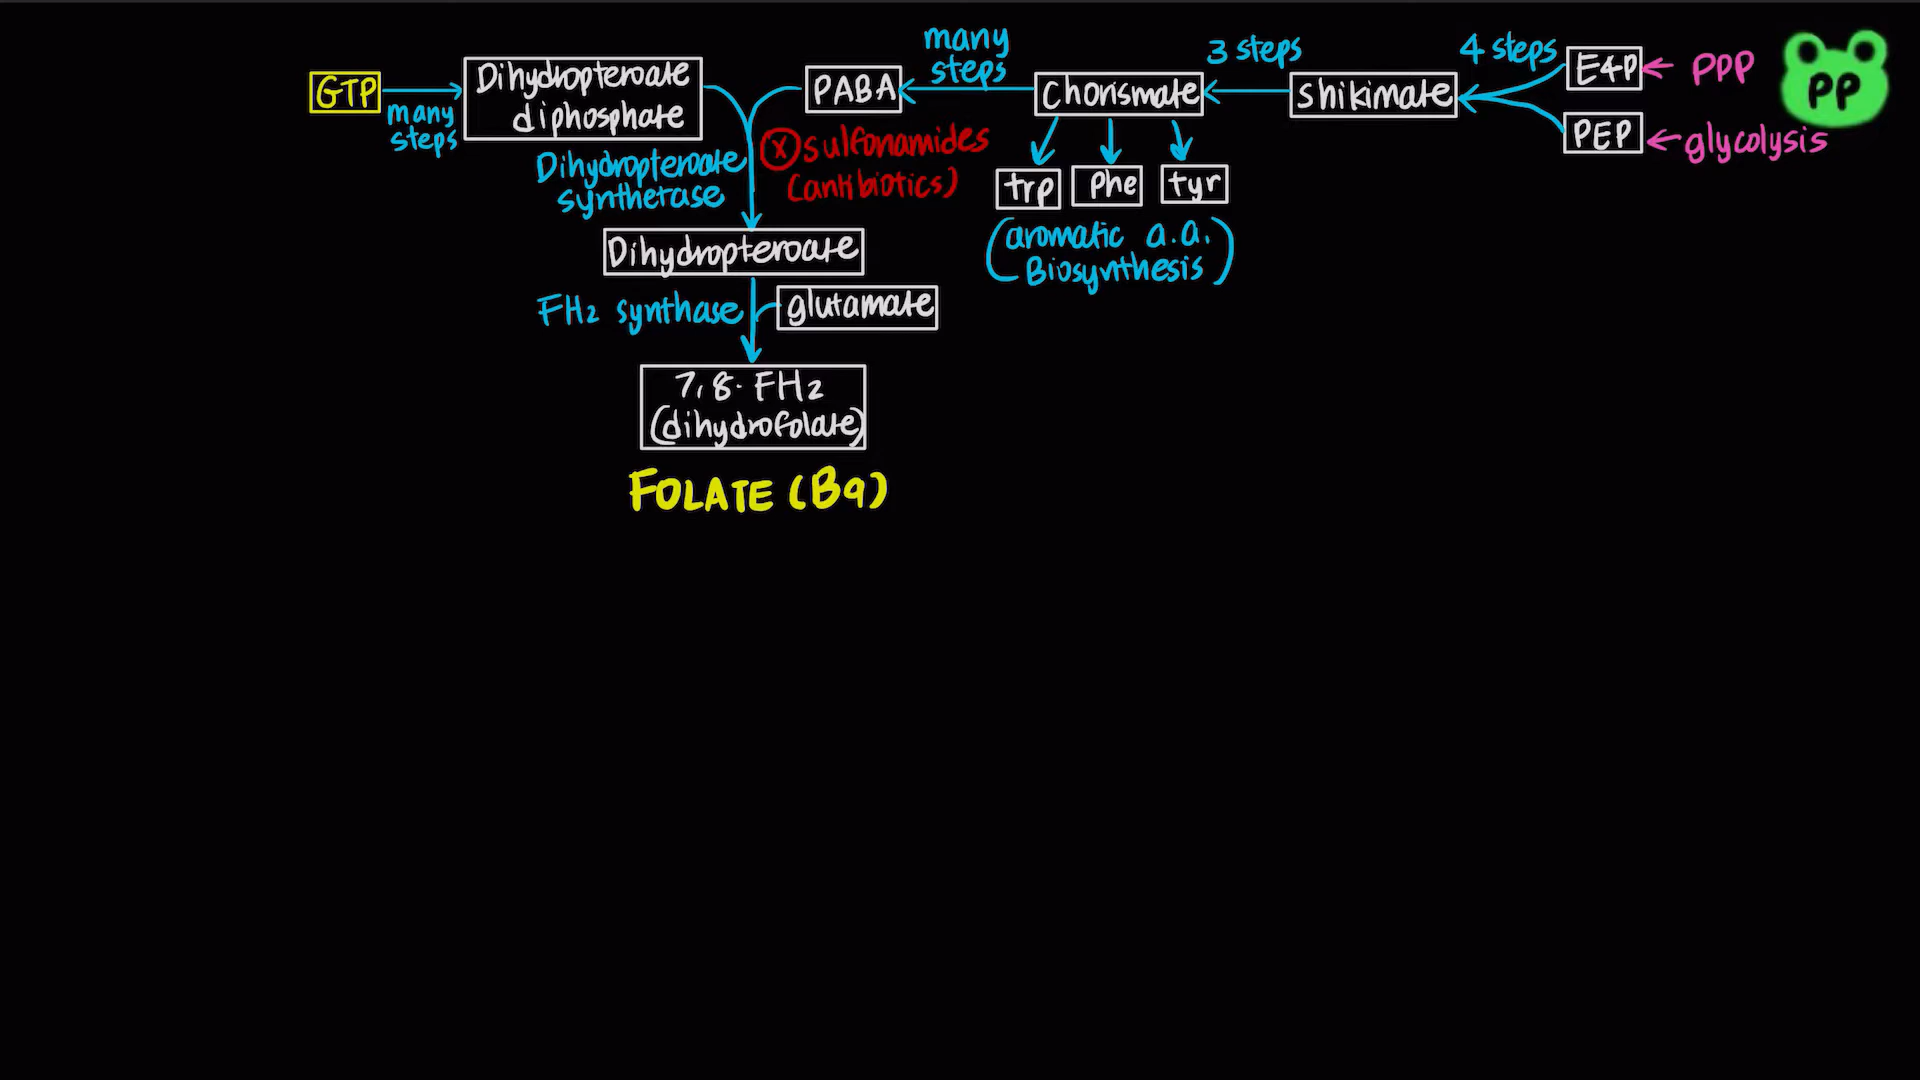 GTP
many
steps
Dihydropteroate
diphosphate
PABA
many
steps
Chorismate
3 steps
Shikimate
4 steps
E4P
PPP
PP
PEP
glycolysis
Dihydropteroate
synthetase
X sulfonamides
(antibiotics)
trp
Phe
tyr
(aromatic a.a.
Biosynthesis)
Dihydropteroate
FH2 synthase
glutamate
7,8-FH2
(dihydrofolate)
FOLATE (B9)